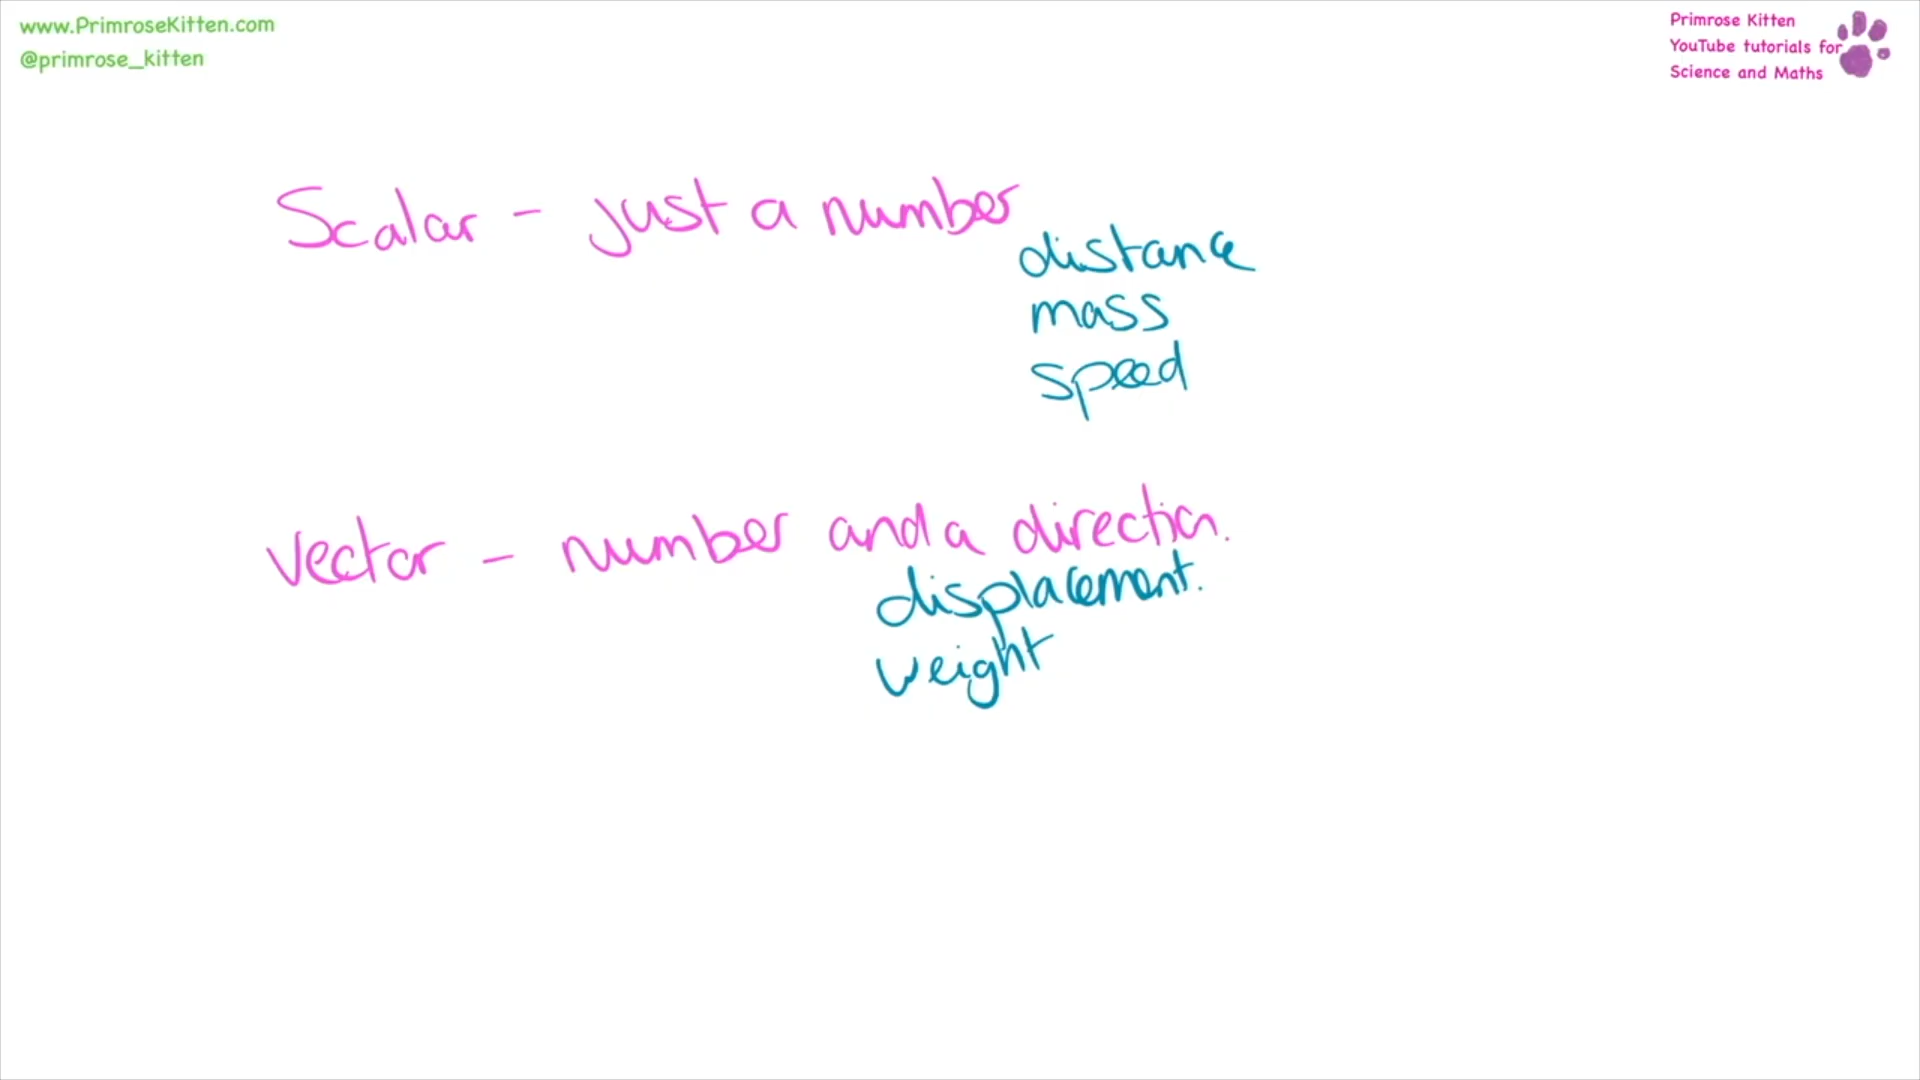 www.PrimroseKitten.com
@primrose_kitten
Primrose Kitten
YouTube tutorials for
Science and Maths
Scalar - just a number
distance
mass
speed
Vector - number and a direction.
displacement.
weight